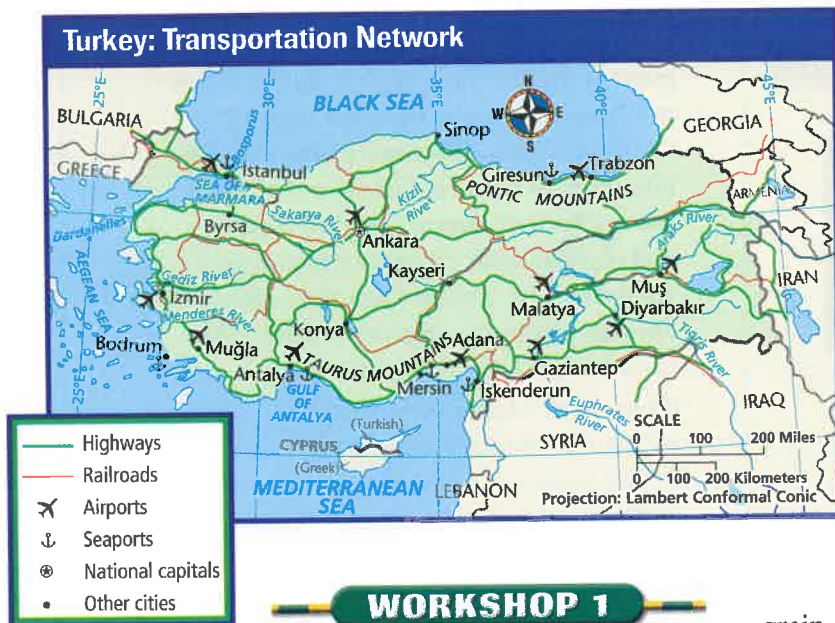 Turkey: Transportation Network
25°E
30°E
35°E
40°E
45°E
BULGARIA
BLACK SEA
N
W
E
S
Sinop
GEORGIA
GREECE
Bosporus
Istanbul
SEA OF
MARMARA
Giresun
Trabzon
PONTIC MOUNTAINS
ARMENIA
Dardanelles
Byrsa
Sakarya River
Kizil
River
Ankara
Araks River
AEGEAN SEA
Gediz River
Kayseri
IRAN
İzmir
Menderes River
Malatya
Muş
Diyarbakır
Konya
Bodrum
Muğla
TAURUS MOUNTAINS
Adana
Tigris
River
Antalya
Mersin
Gaziantep
İskenderun
GULF
OF
ANTALYA
25°E
Euphrates
River
IRAQ
(Turkish)
CYPRUS
(Greek)
SYRIA
SCALE
0 100 200 Miles
0 100 200 Kilometers
Projection: Lambert Conformal Conic
MEDITERRANEAN
SEA
LEBANON
Highways
Railroads
Airports
Seaports
National capitals
Other cities
WORKSHOP 1